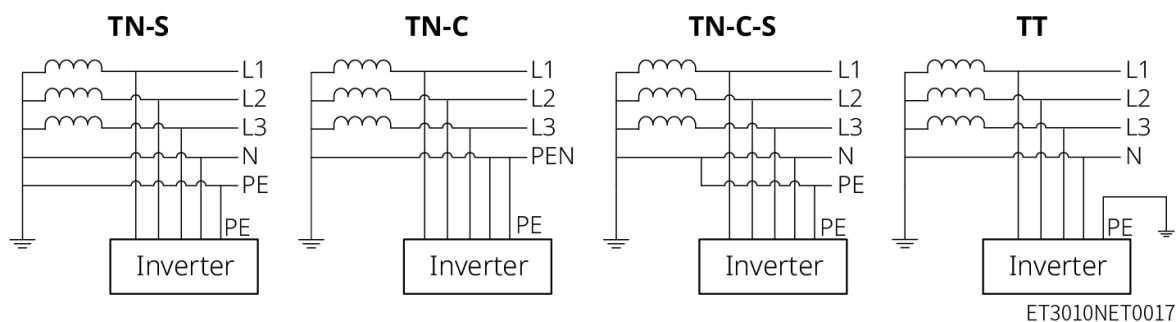 TN-S
TN-C
TN-C-S
TT
L1
L2
L3
N
PE
PE
Inverter
L1
L2
L3
PEN
PE
Inverter
L1
L2
L3
N
PE
PE
Inverter
L1
L2
L3
N
PE
Inverter
ET3010NET0017